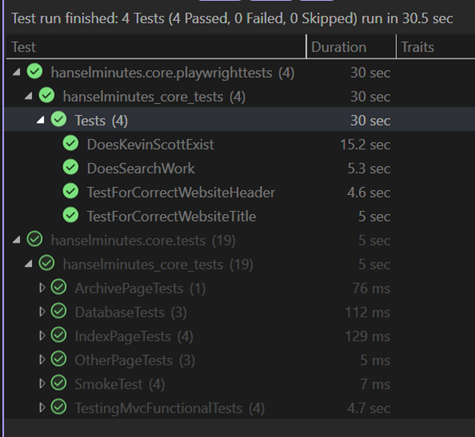 Test run finished: 4 Tests (4 Passed, 0 Failed, 0 Skipped) run in 30.5 sec
Test Duration Traits
hanselminutes.core.playwrighttests (4) 30 sec
hanselminutes_core_tests (4) 30 sec
Tests (4) 30 sec
DoesKevinScottExist 15.2 sec
DoesSearchWork 5.3 sec
TestForCorrectWebsiteHeader 4.6 sec
TestForCorrectWebsiteTitle 5 sec
hanselminutes.core.tests (19) 5 sec
hanselminutes_core_tests (19) 5 sec
ArchivePageTests (1) 76 ms
DatabaseTests (3) 112 ms
IndexPageTests (4) 129 ms
OtherPageTests (3) 5 ms
SmokeTest (4) 7 ms
TestingMvcFunctionalTests (4) 4.7 sec